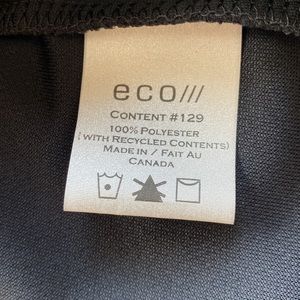 eco///
CONTENT #129
100% POLYESTER
(WITH RECYCLED CONTENTS)
MADE IN / FAIT AU
CANADA